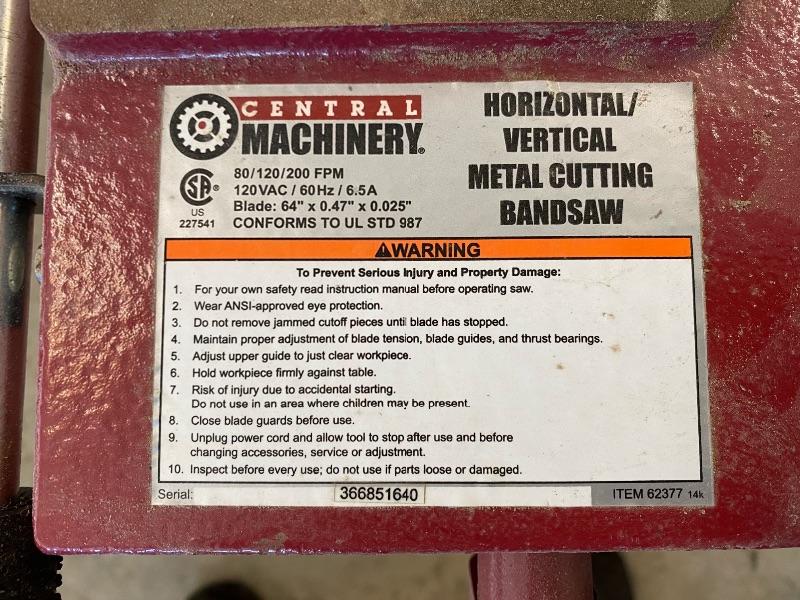 CENTRAL
MACHINERY®
HORIZONTAL/
VERTICAL
METAL CUTTING
BANDSAW
SA®
US
227541
80/120/200 FPM
120VAC / 60Hz / 6.5A
Blade: 64" x 0.47" x 0.025"
CONFORMS TO UL STD 987
WARNING
To Prevent Serious Injury and Property Damage:
1. For your own safety read instruction manual before operating saw.
2. Wear ANSI-approved eye protection.
3. Do not remove jammed cutoff pieces until blade has stopped.
4. Maintain proper adjustment of blade tension, blade guides, and thrust bearings.
5. Adjust upper guide to just clear workpiece.
6. Hold workpiece firmly against table.
7. Risk of injury due to accidental starting.
Do not use in an area where children may be present.
8. Close blade guards before use.
9. Unplug power cord and allow tool to stop after use and before
changing accessories, service or adjustment.
10. Inspect before every use; do not use if parts loose or damaged.
Serial: 366851640 ITEM 62377 14k